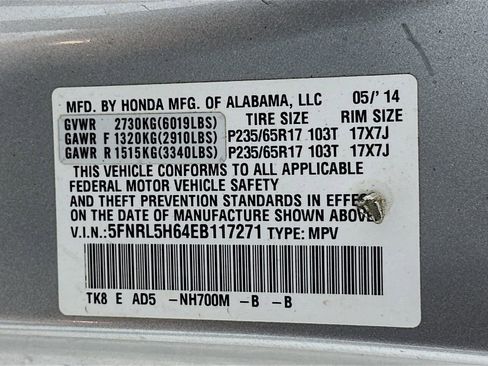 MFD. BY HONDA MFG. OF ALABAMA, LLC 05/'14
TIRE SIZE RIM SIZE
GVWR 2730KG(6019LBS)
GAWR F 1320KG(2910LBS) P235/65R17 103T 17X7J
GAWR R 1515KG(3340LBS) P235/65R17 103T 17X7J
THIS VEHICLE CONFORMS TO ALL APPLICABLE
FEDERAL MOTOR VEHICLE SAFETY
AND THEFT PREVENTION STANDARDS IN EFFECT
ON THE DATE OF MANUFACTURE SHOWN ABOVE.
V.I.N.: 5FNRL5H64EB117271 TYPE: MPV
TK8 E AD5 -NH700M -B -B